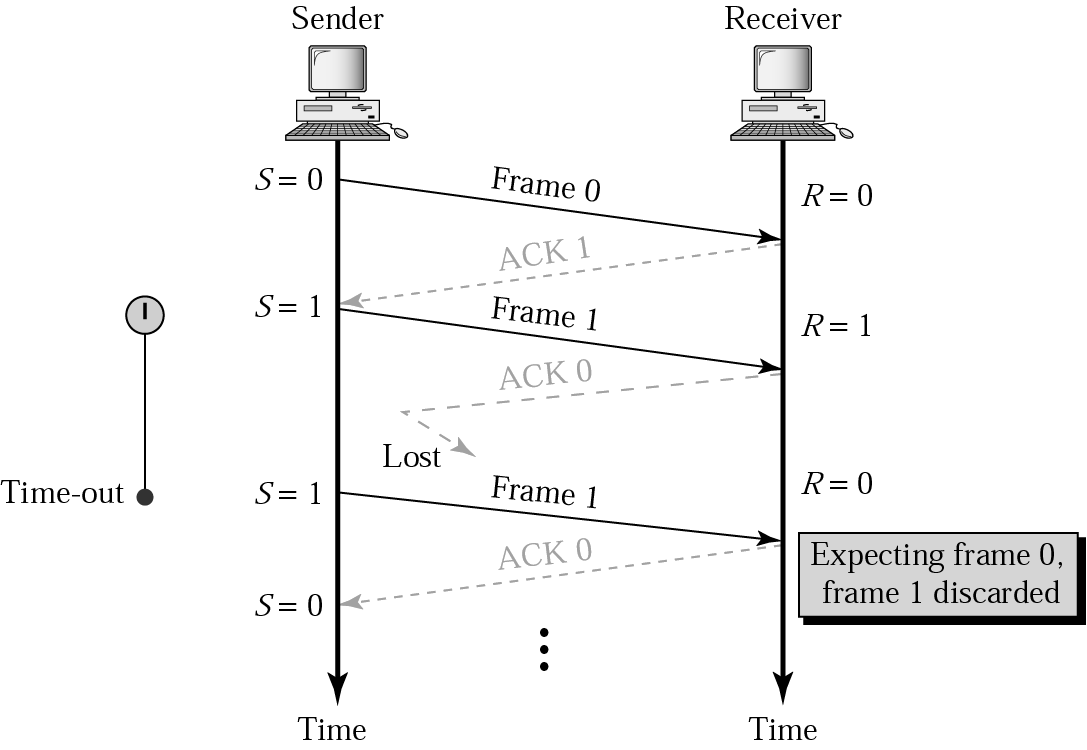 Sender
Receiver
S = 0
Frame 0
R = 0
ACK 1
S = 1
Frame 1
R = 1
ACK 0
Lost
Time-out
S = 1
Frame 1
R = 0
Expecting frame 0,
frame 1 discarded
ACK 0
S = 0
Time
Time